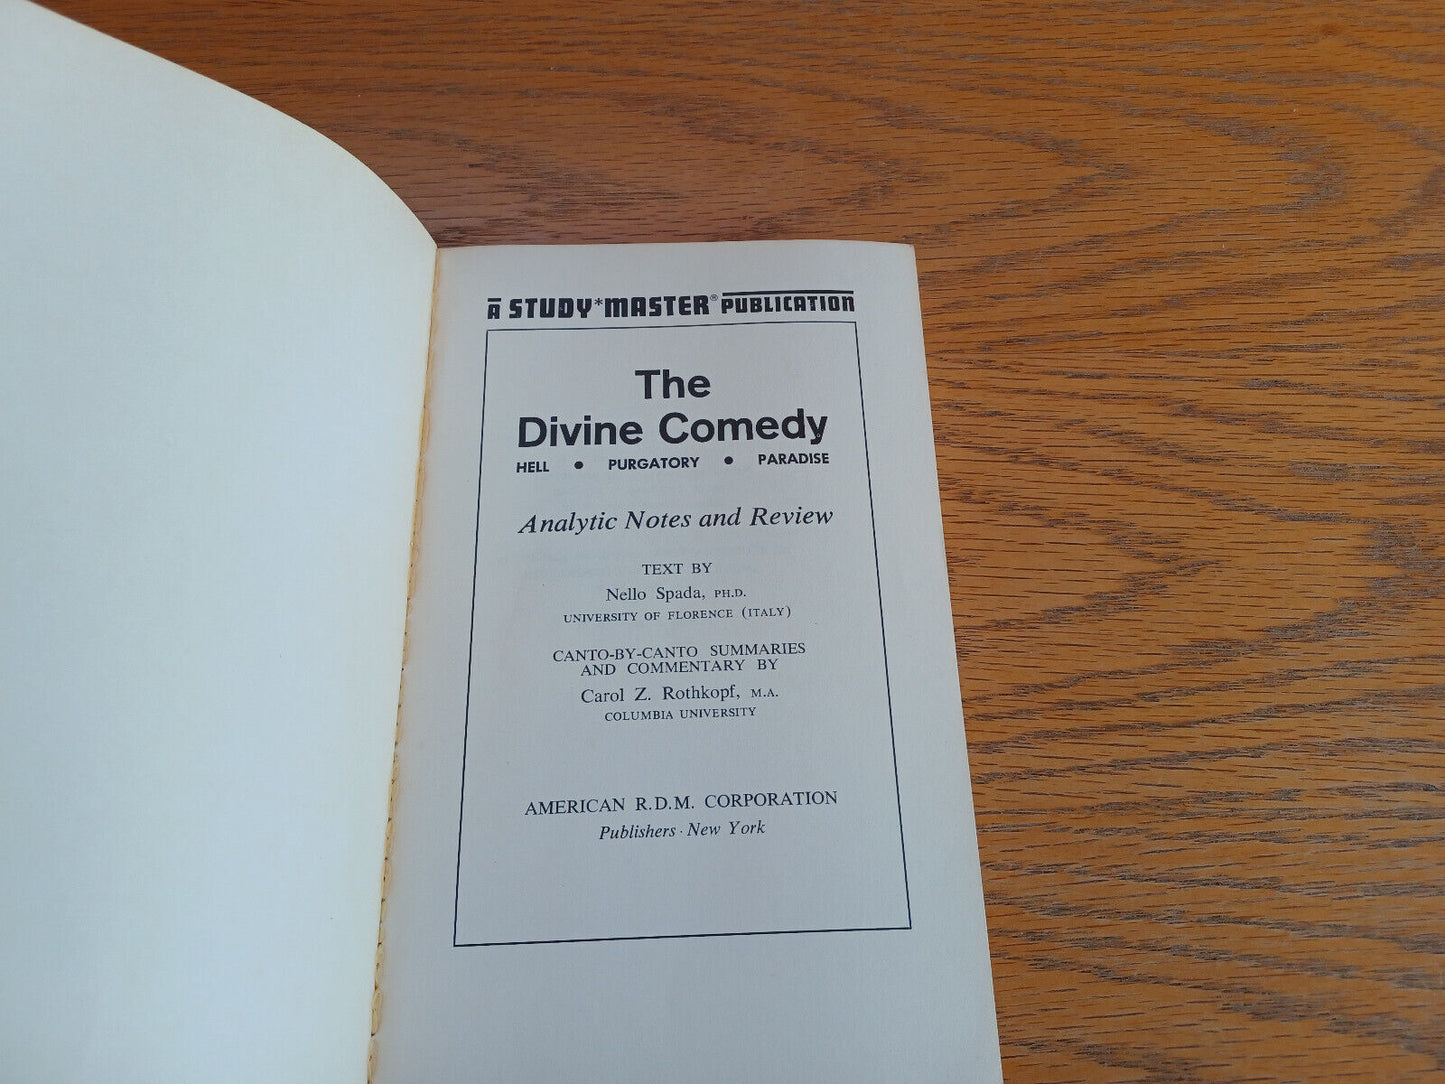 A STUDY*MASTER® PUBLICATION
The
Divine Comedy
HELL • PURGATORY • PARADISE
Analytic Notes and Review
TEXT BY
Nello Spada, PH.D.
UNIVERSITY OF FLORENCE (ITALY)
CANTO-BY-CANTO SUMMARIES
AND COMMENTARY BY
Carol Z. Rothkopf, M.A.
COLUMBIA UNIVERSITY
AMERICAN R.D.M. CORPORATION
Publishers · New York